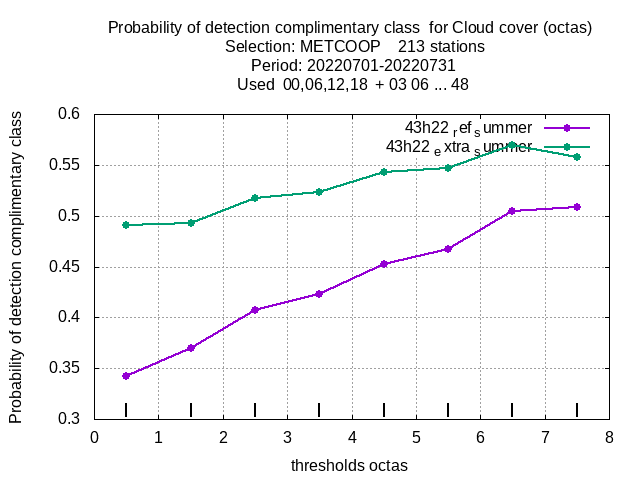 Probability of detection complimentary class  for Cloud cover (octas)
Selection: METCOOP    213 stations
Period: 20220701-20220731
Used  00,06,12,18  + 03 06 ... 48
Probability of detection complimentary class
0.6
0.55
0.5
0.45
0.4
0.35
0.3
43h22 ref summer
43h22 extra summer
0 1 2 3 4 5 6 7 8
thresholds octas